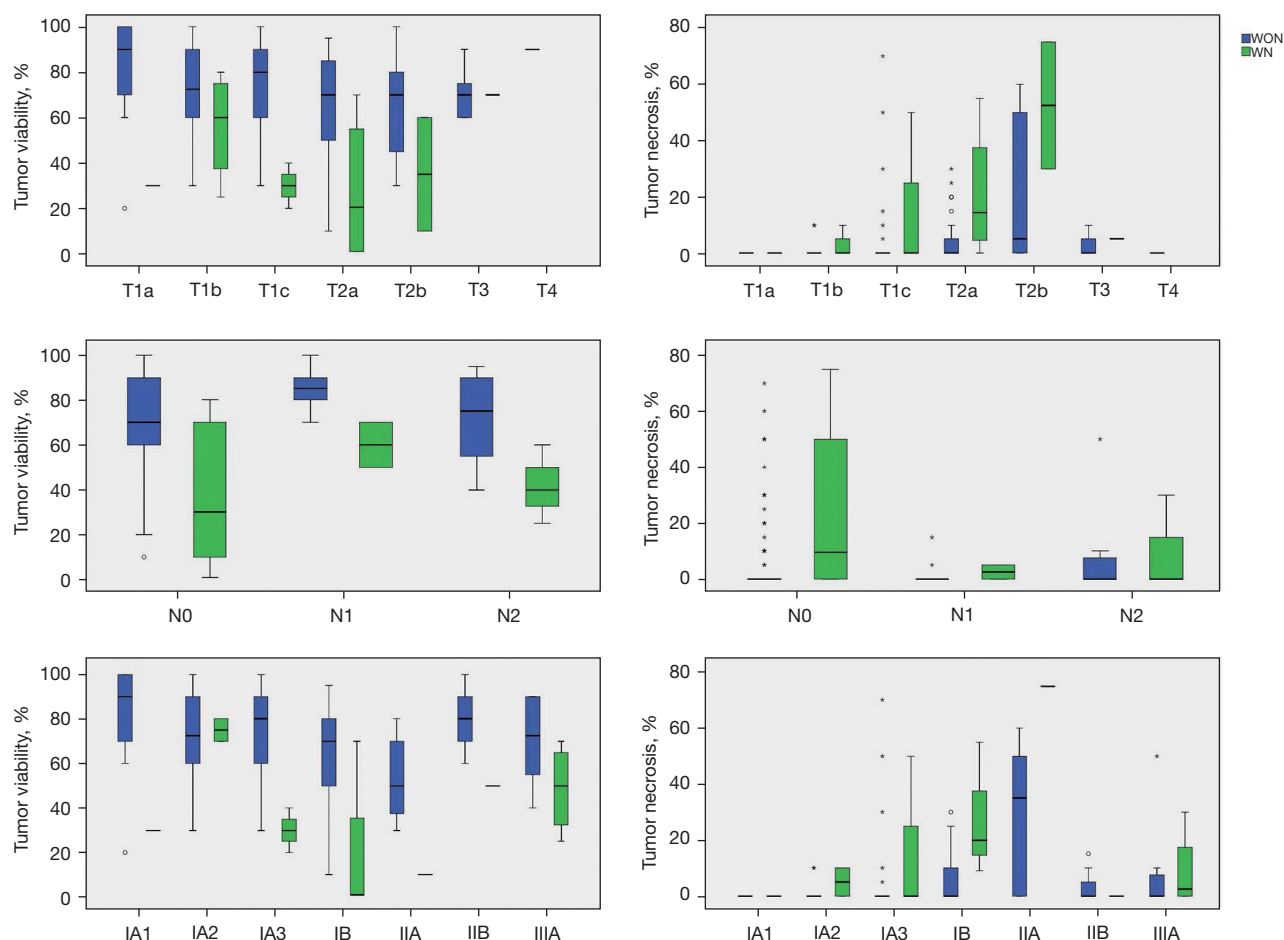 Tumor viability, %
100
80
60
40
20
0
T1a T1b T1c T2a T2b T3 T4
Tumor necrosis, %
80
60
40
20
0
T1a T1b T1c T2a T2b T3 T4
WON
WN
Tumor viability, %
100
80
60
40
20
0
N0 N1 N2
Tumor necrosis, %
80
60
40
20
0
N0 N1 N2
Tumor viability, %
100
80
60
40
20
0
IA1 IA2 IA3 IB IIA IIB IIIA
Tumor necrosis, %
80
60
40
20
0
IA1 IA2 IA3 IB IIA IIB IIIA